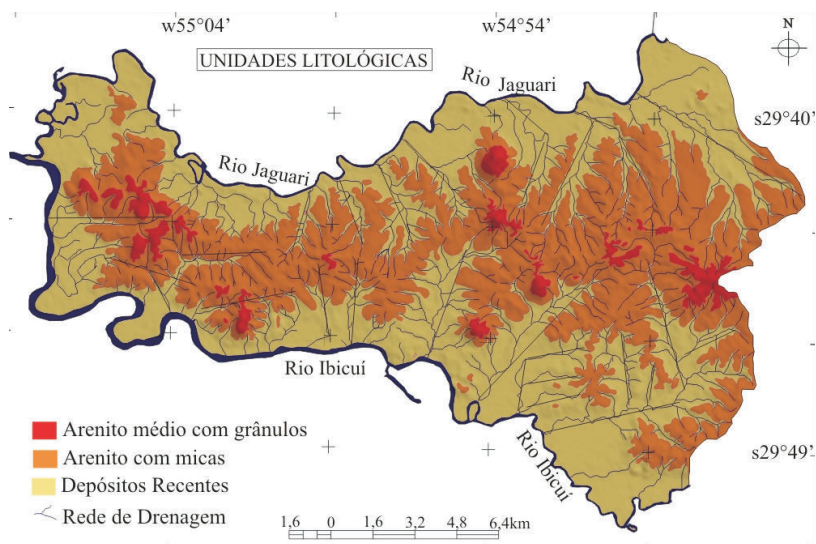 w55°04’ w54°54’
N
UNIDADES LITOLÓGICAS
Rio Jaguari
s29°40’
Rio Jaguari
Rio Ibicuí
Rio Ibicuí
s29°49’
Arenito médio com grânulos
Arenito com micas
Depósitos Recentes
Rede de Drenagem
1,6 0 1,6 3,2 4,8 6,4km